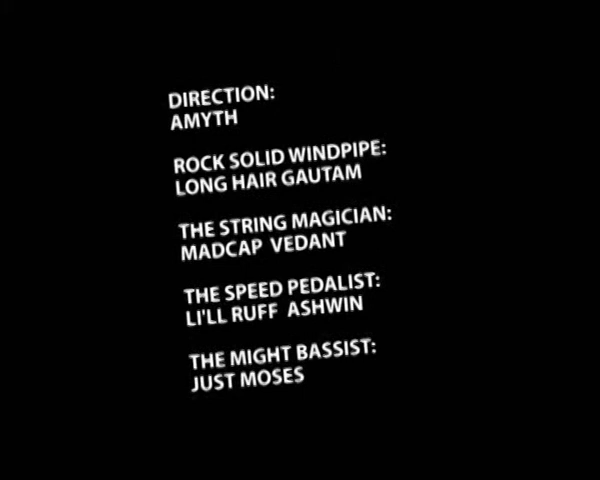 DIRECTION:
AMYTH
ROCK SOLID WINDPIPE:
LONG HAIR GAUTAM
THE STRING MAGICIAN:
MADCAP VEDANT
THE SPEED PEDALIST:
LI'LL RUFF ASHWIN
THE MIGHT BASSIST:
JUST MOSES